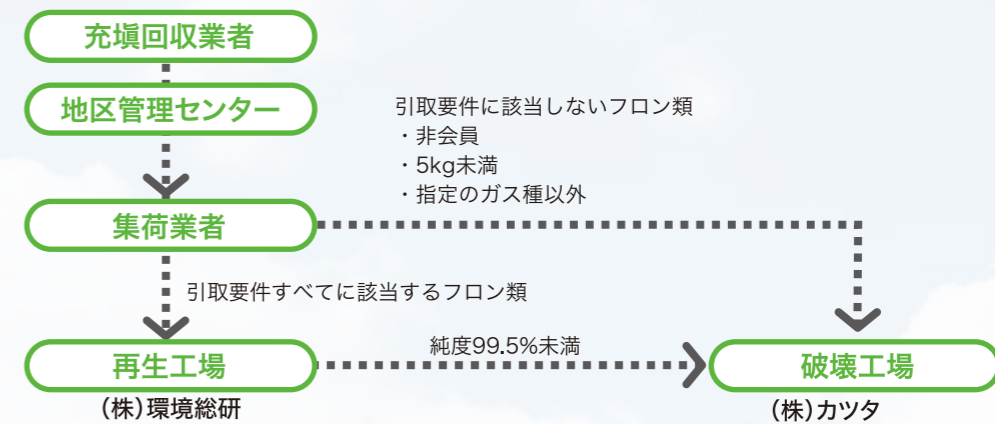 充塡回収業者
地区管理センター
引取要件に該当しないフロン類
・非会員
・5kg未満
・指定のガス種以外
集荷業者
引取要件すべてに該当するフロン類
純度99.5%未満
再生工場
破壊工場
(株)環境総研
(株)カツタ